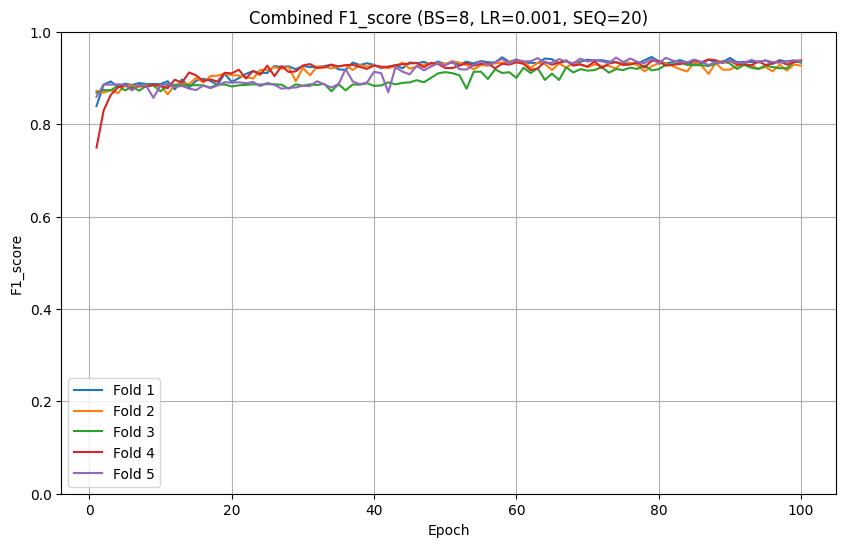 Combined F1_score (BS=8, LR=0.001, SEQ=20)
1.0
0.8
0.6
0.4
0.2
0.0
F1_score
Fold 1
Fold 2
Fold 3
Fold 4
Fold 5
0 20 40 60 80 100
Epoch